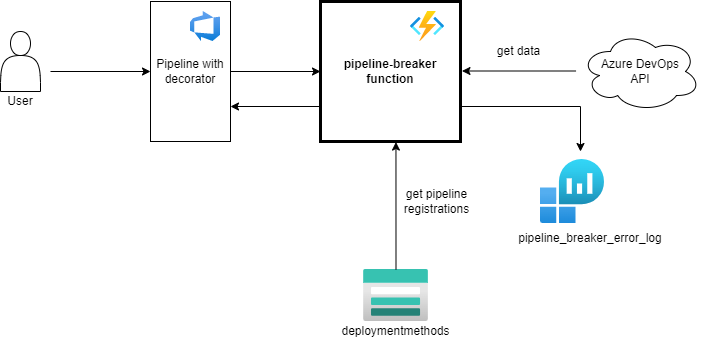 User
Pipeline with
decorator
pipeline-breaker
function
get data
Azure DevOps
API
get pipeline
registrations
pipeline_breaker_error_log
deploymentmethods